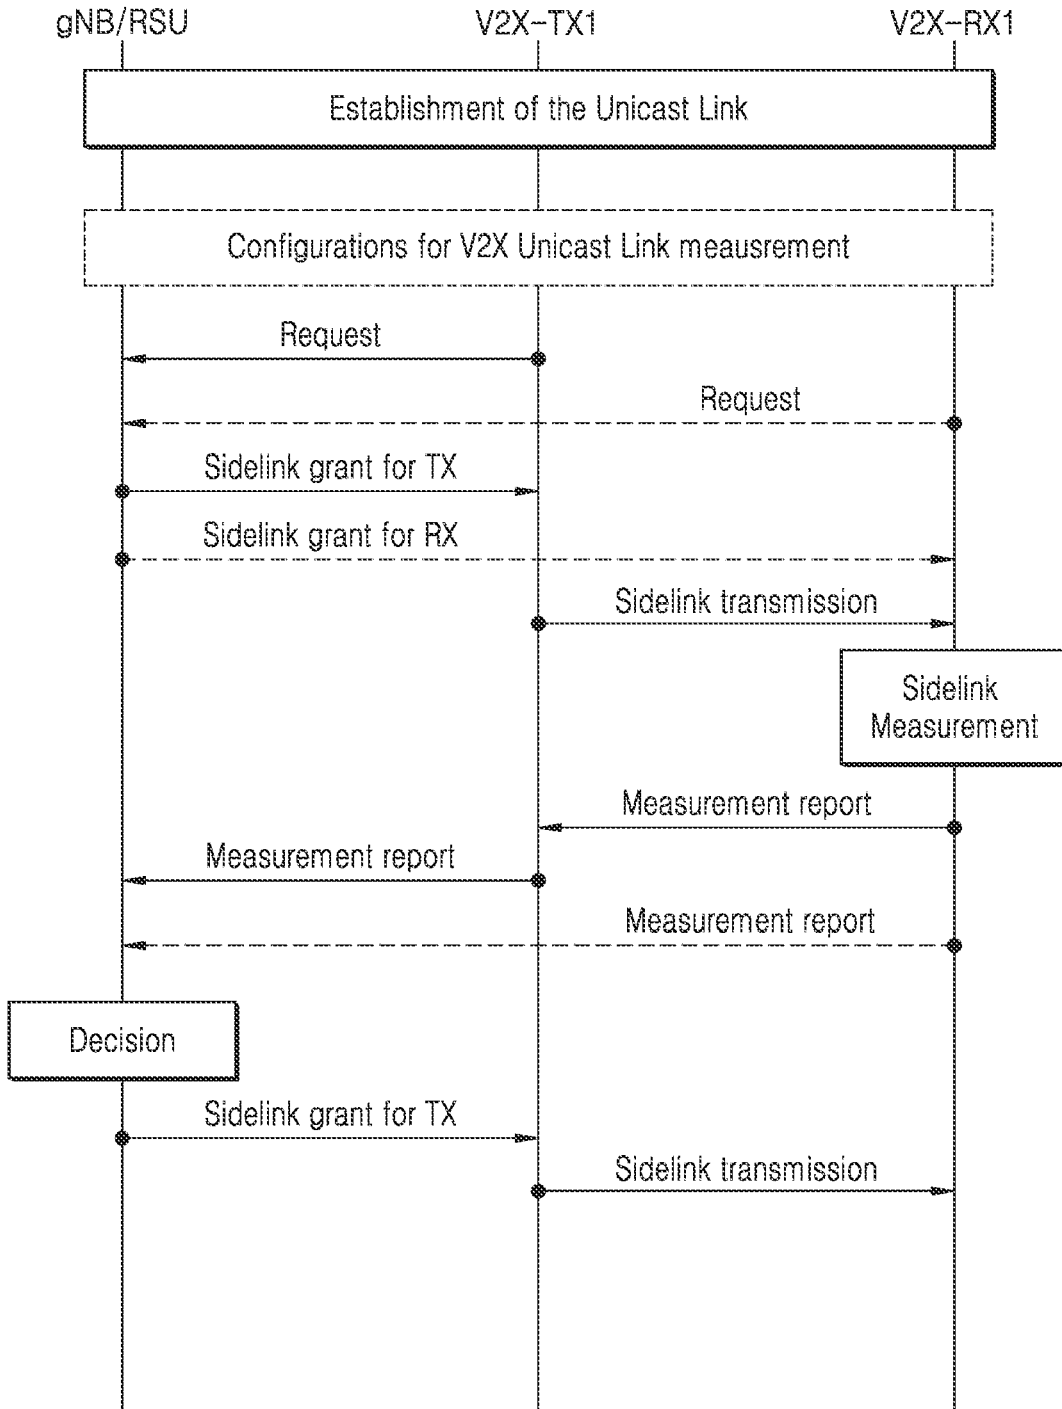 gNB/RSU
V2X-TX1
V2X-RX1
Establishment of the Unicast Link
Configurations for V2X Unicast Link meausrement
Request
Request
Sidelink grant for TX
Sidelink grant for RX
Sidelink transmission
Sidelink
Measurement
Measurement report
Measurement report
Measurement report
Decision
Sidelink grant for TX
Sidelink transmission